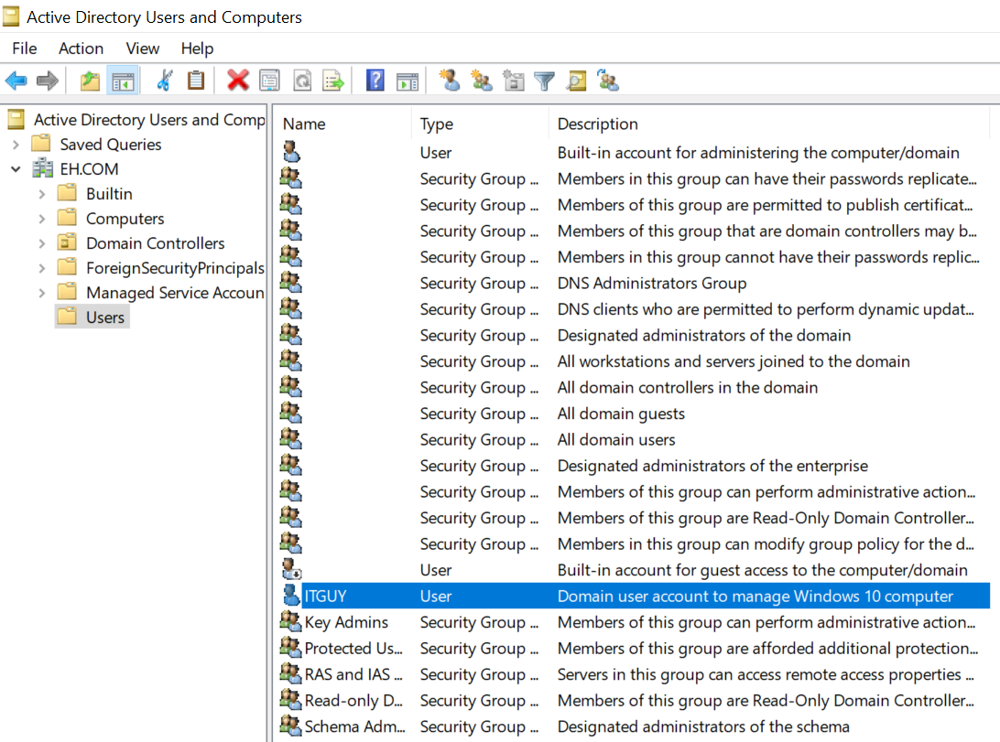 Active Directory Users and Computers
File Action View Help
Active Directory Users and Comp
Saved Queries
EH.COM
Builtin
Computers
Domain Controllers
ForeignSecurityPrincipals
Managed Service Accoun
Users
Name Type Description
User Built-in account for administering the computer/domain
Security Group ... Members in this group can have their passwords replicate...
Security Group ... Members of this group are permitted to publish certificat...
Security Group ... Members of this group that are domain controllers may b...
Security Group ... Members in this group cannot have their passwords replic...
Security Group ... DNS Administrators Group
Security Group ... DNS clients who are permitted to perform dynamic updat...
Security Group ... Designated administrators of the domain
Security Group ... All workstations and servers joined to the domain
Security Group ... All domain controllers in the domain
Security Group ... All domain guests
Security Group ... All domain users
Security Group ... Designated administrators of the enterprise
Security Group ... Members of this group can perform administrative action...
Security Group ... Members of this group are Read-Only Domain Controller...
Security Group ... Members in this group can modify group policy for the d...
User Built-in account for guest access to the computer/domain
ITGUY User Domain user account to manage Windows 10 computer
Key Admins Security Group ... Members of this group can perform administrative action...
Protected Us... Security Group ... Members of this group are afforded additional protection...
RAS and IAS ... Security Group ... Servers in this group can access remote access properties ...
Read-only D... Security Group ... Members of this group are Read-Only Domain Controller...
Schema Adm... Security Group ... Designated administrators of the schema